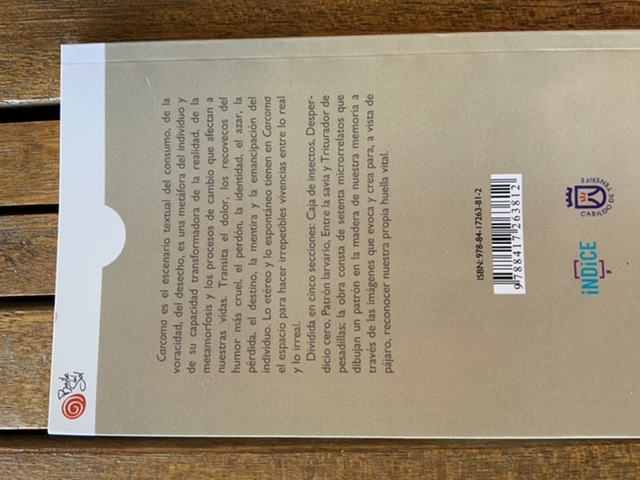 Carcoma es el escenario textual del consumo, de la
voracidad, del desecho, es una metáfora del individuo y
de su capacidad transformadora de la realidad, de la
metamorfosis y los procesos de cambio que afectan a
nuestras vidas. Transita el dolor, los recovecos del
humor más cruel, el perdón, la identidad, el azar, la
pérdida, el destino, la mentira y la emancipación del
individuo. Lo etéreo y lo espontáneo tienen en Carcoma
el espacio para hacer irrepetibles vivencias entre lo real
y lo irreal.
Dividida en cinco secciones: Caja de insectos, Desper-
dicio cero, Patrón larvario, Entre la savia y Triturador de
pesadillas; la obra consta de setenta microrrelatos que
dibujan un patrón en la madera de nuestra memoria a
través de las imágenes que evoca y crea para, a vista de
pájaro, reconocer nuestra propia huella vital.
ISBN: 978-84-17263-81-2
9 788417 263812
iNDiCE
CABILDO DE TENERIFE